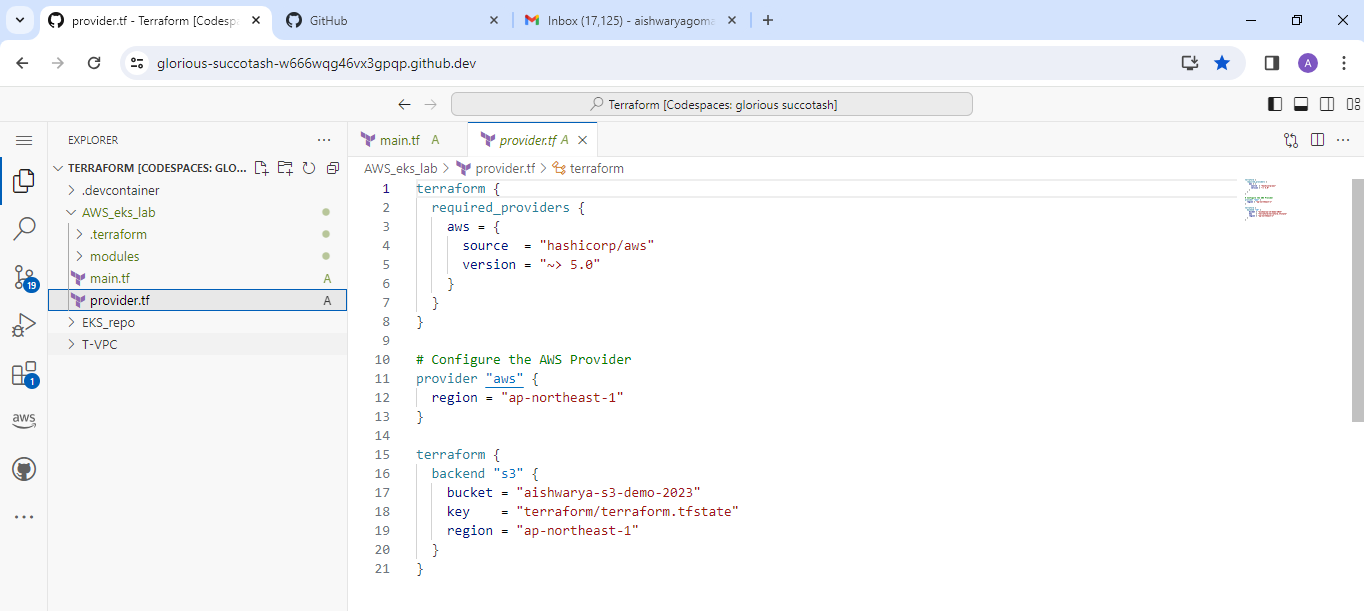 provider.tf - Terraform [Codespa
GitHub
Inbox (17,125) - aishwaryagoma
glorious-succotash-w666wqg46vx3gpqp.github.dev
A
Terraform [Codespaces: glorious succotash]
EXPLORER
TERRAFORM [CODESPACES: GLO...
.devcontainer
AWS_eks_lab
.terraform
modules
main.tf A
provider.tf A
EKS_repo
T-VPC
19
1
aws
main.tf A
provider.tf A
AWS_eks_lab > provider.tf > terraform
1 terraform {
2 required_providers {
3 aws = {
4 source  = "hashicorp/aws"
5 version = "~> 5.0"
6 }
7 }
8 }
9
10 # Configure the AWS Provider
11 provider "aws" {
12 region = "ap-northeast-1"
13 }
14
15 terraform {
16 backend "s3" {
17 bucket = "aishwarya-s3-demo-2023"
18 key    = "terraform/terraform.tfstate"
19 region = "ap-northeast-1"
20 }
21 }